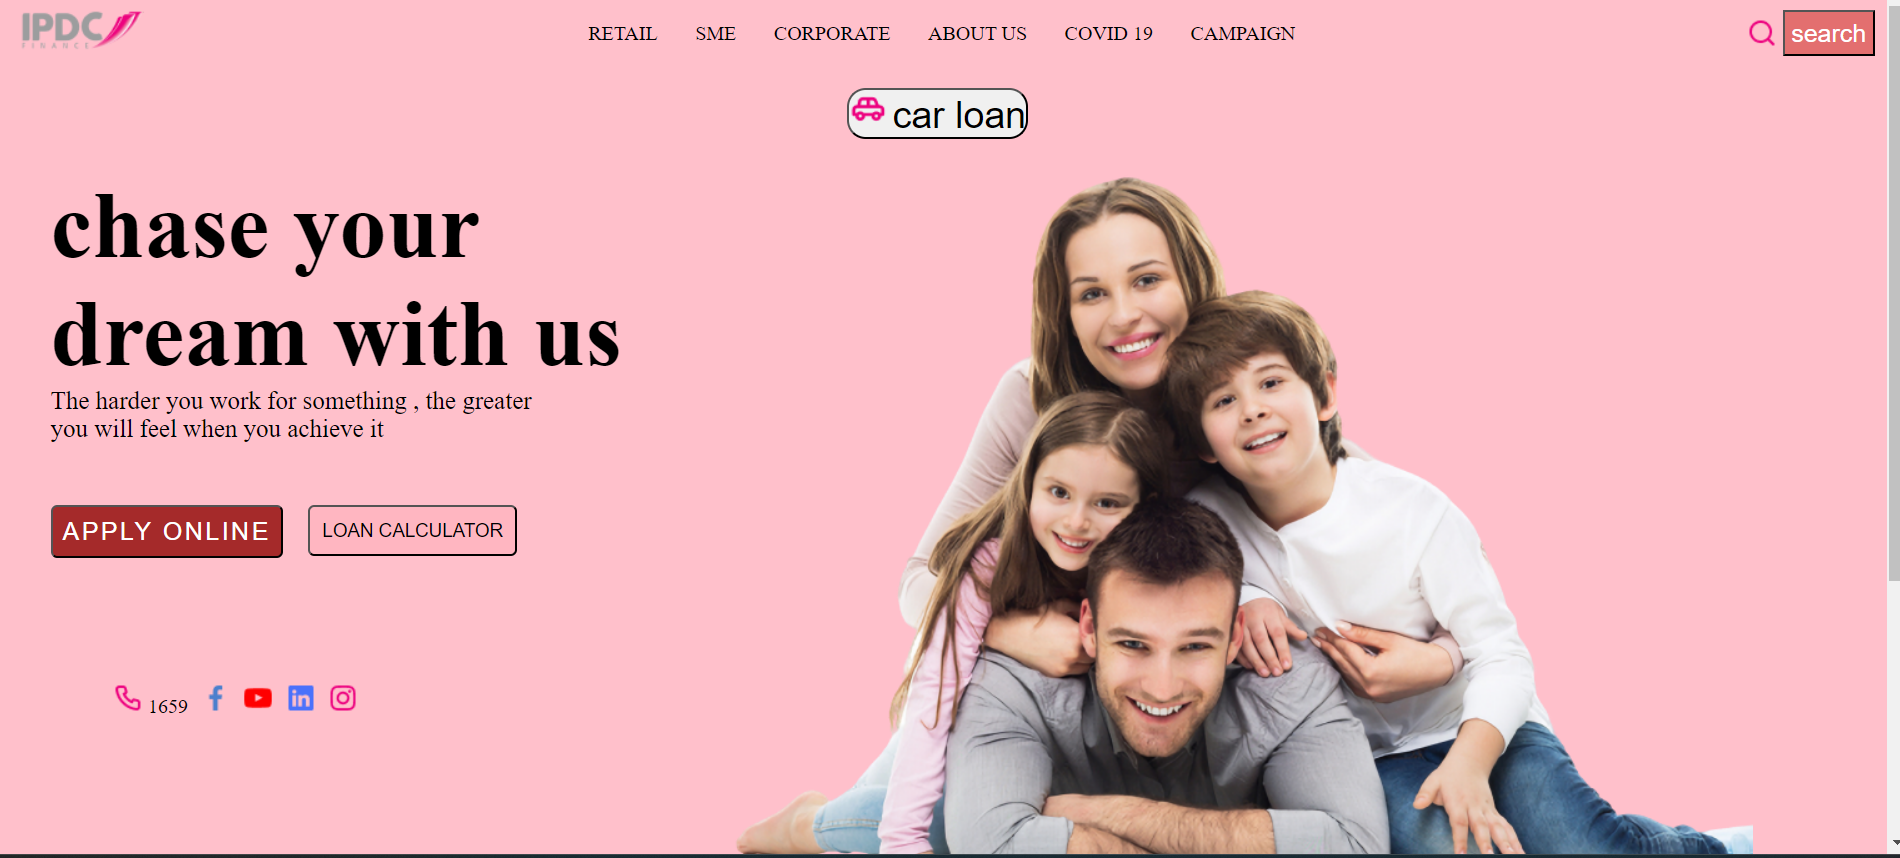 IPDC
FINANCE
RETAIL SME CORPORATE ABOUT US COVID 19 CAMPAIGN
search
car loan
chase your
dream with us
The harder you work for something , the greater
you will feel when you achieve it
APPLY ONLINE LOAN CALCULATOR
1659